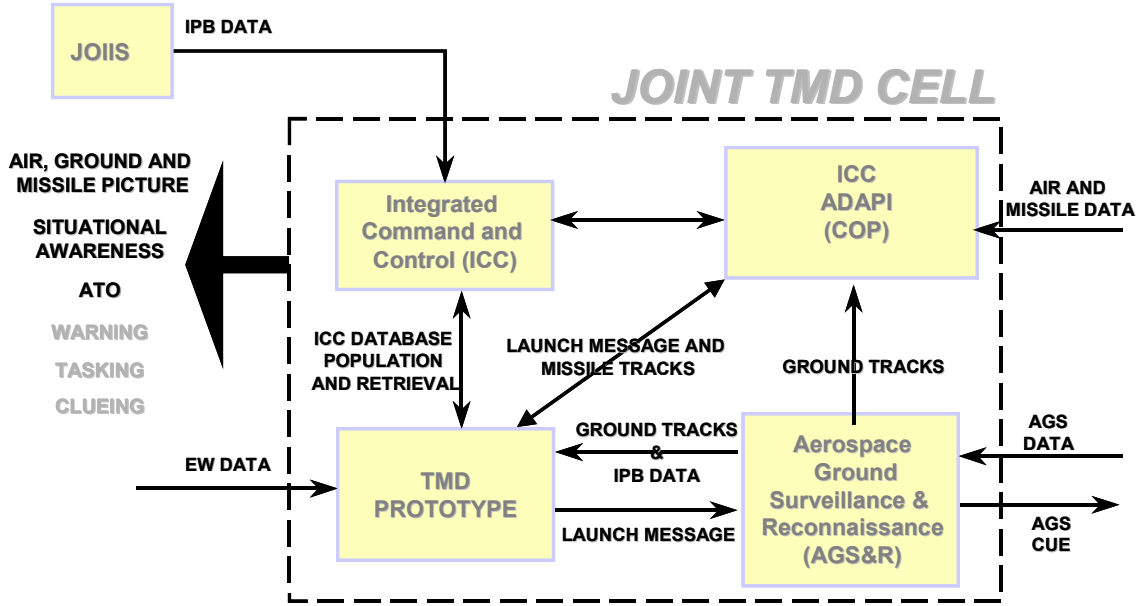 IPB DATA
JOIIS
JOINT TMD CELL
AIR, GROUND AND
MISSILE PICTURE
SITUATIONAL
AWARENESS
ATO
WARNING
TASKING
CLUEING
Integrated
Command and
Control (ICC)
ICC
ADAPI
(COP)
AIR AND
MISSILE DATA
ICC DATABASE
POPULATION
AND RETRIEVAL
LAUNCH MESSAGE AND
MISSILE TRACKS
GROUND TRACKS
EW DATA
TMD
PROTOTYPE
GROUND TRACKS
&
IPB DATA
LAUNCH MESSAGE
Aerospace
Ground
Surveillance &
Reconnaissance
(AGS&R)
AGS
DATA
AGS
CUE